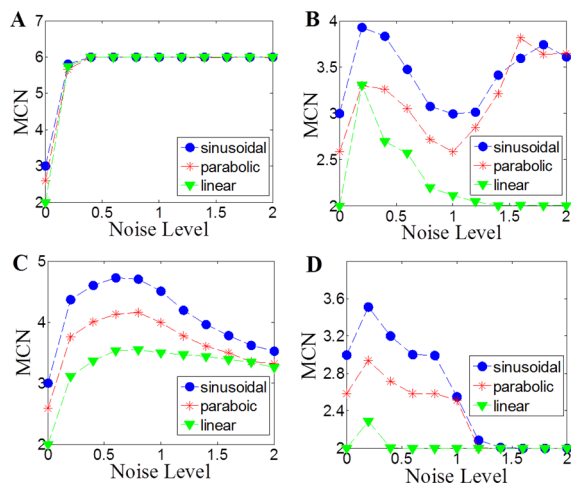 A
6
5
4
3
2
MCN
0
0.5
1
1.5
2
Noise Level
sinusoidal
parabolic
linear
B
4
3.5
3
2.5
2
MCN
0
0.5
1
1.5
2
Noise Level
sinusoidal
parabolic
linear
C
5
4
3
2
MCN
0
0.5
1
1.5
2
Noise Level
sinusoidal
paraboic
linear
D
3.6
3.2
2.8
2.4
2
MCN
0
0.5
1
1.5
2
Noise Level
sinusoidal
parabolic
linear